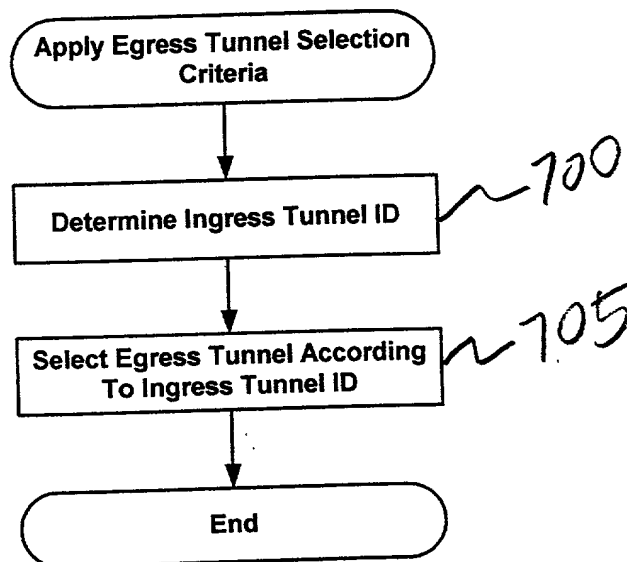 Apply Egress Tunnel Selection
Criteria
Determine Ingress Tunnel ID
700
Select Egress Tunnel According
To Ingress Tunnel ID
705
End